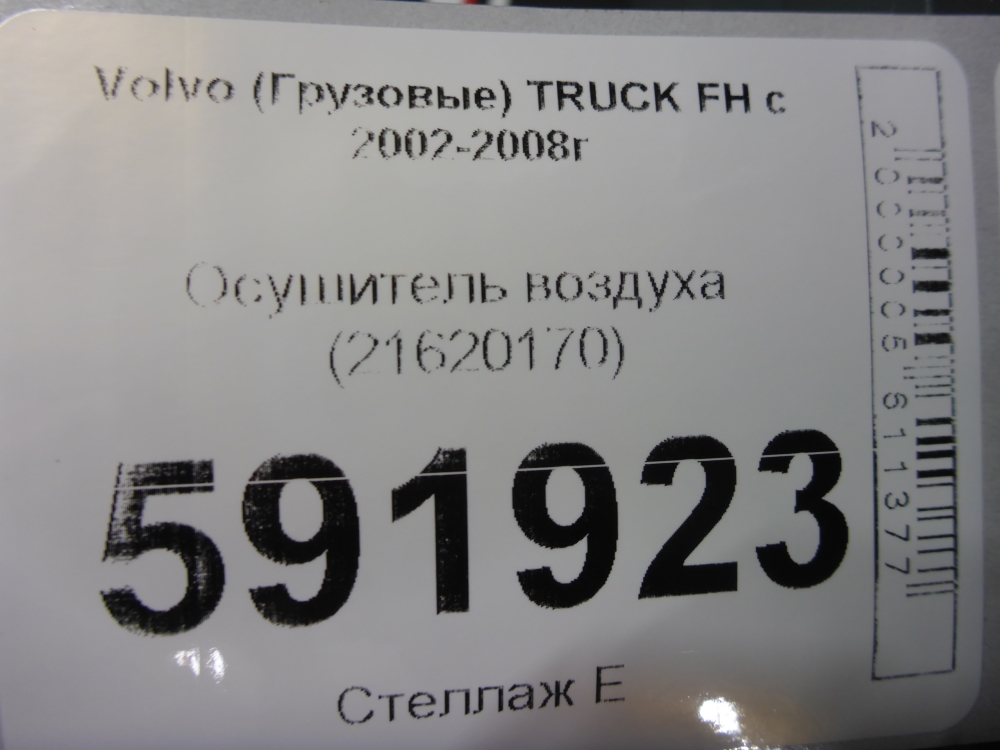 Volvo (Грузовые) TRUCK FH с
2002-2008г
Осушитель воздуха
(21620170)
591923
Стеллаж Е
2000005611377